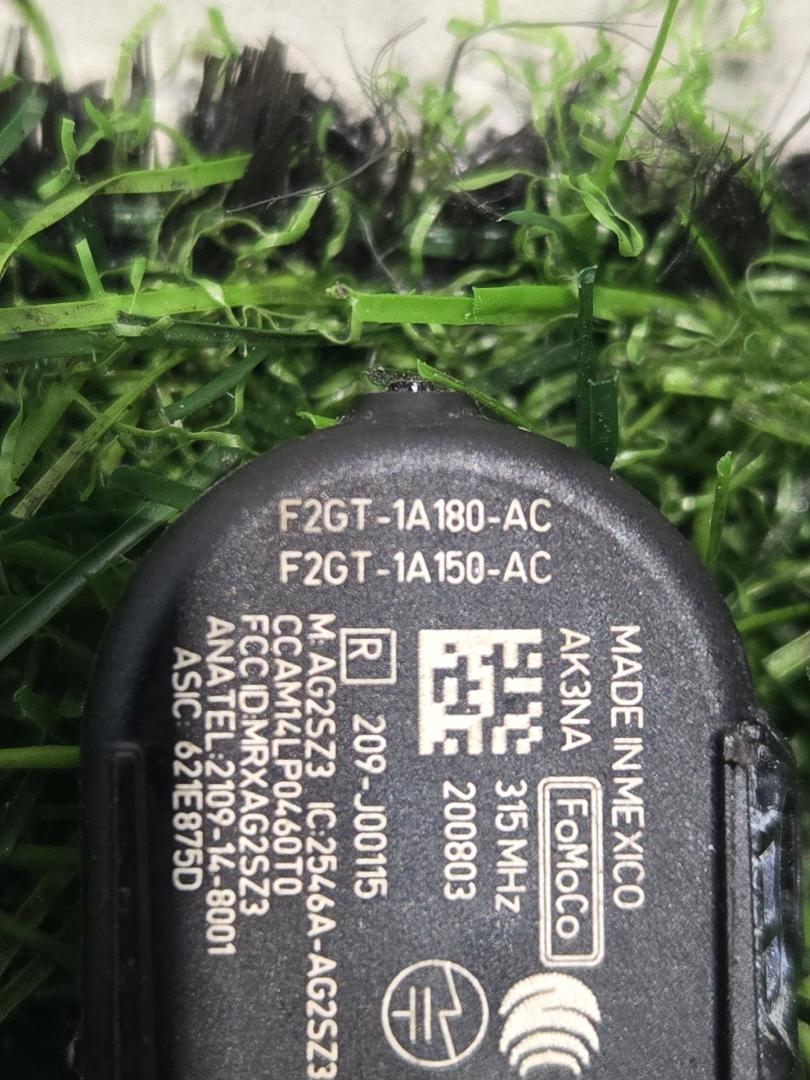 F2GT-1A180-AC
F2GT-1A150-AC
MADE IN MEXICO
AK3NA FoMoCo
315 MHz
200803
R 209-J00115
M:AG2SZ3 IC:2546A-AG2SZ3
CCAM14LP0460T0
FCC ID:MRXAG2SZ3
ANATEL:2109-14-8001
ASIC: 621E875D